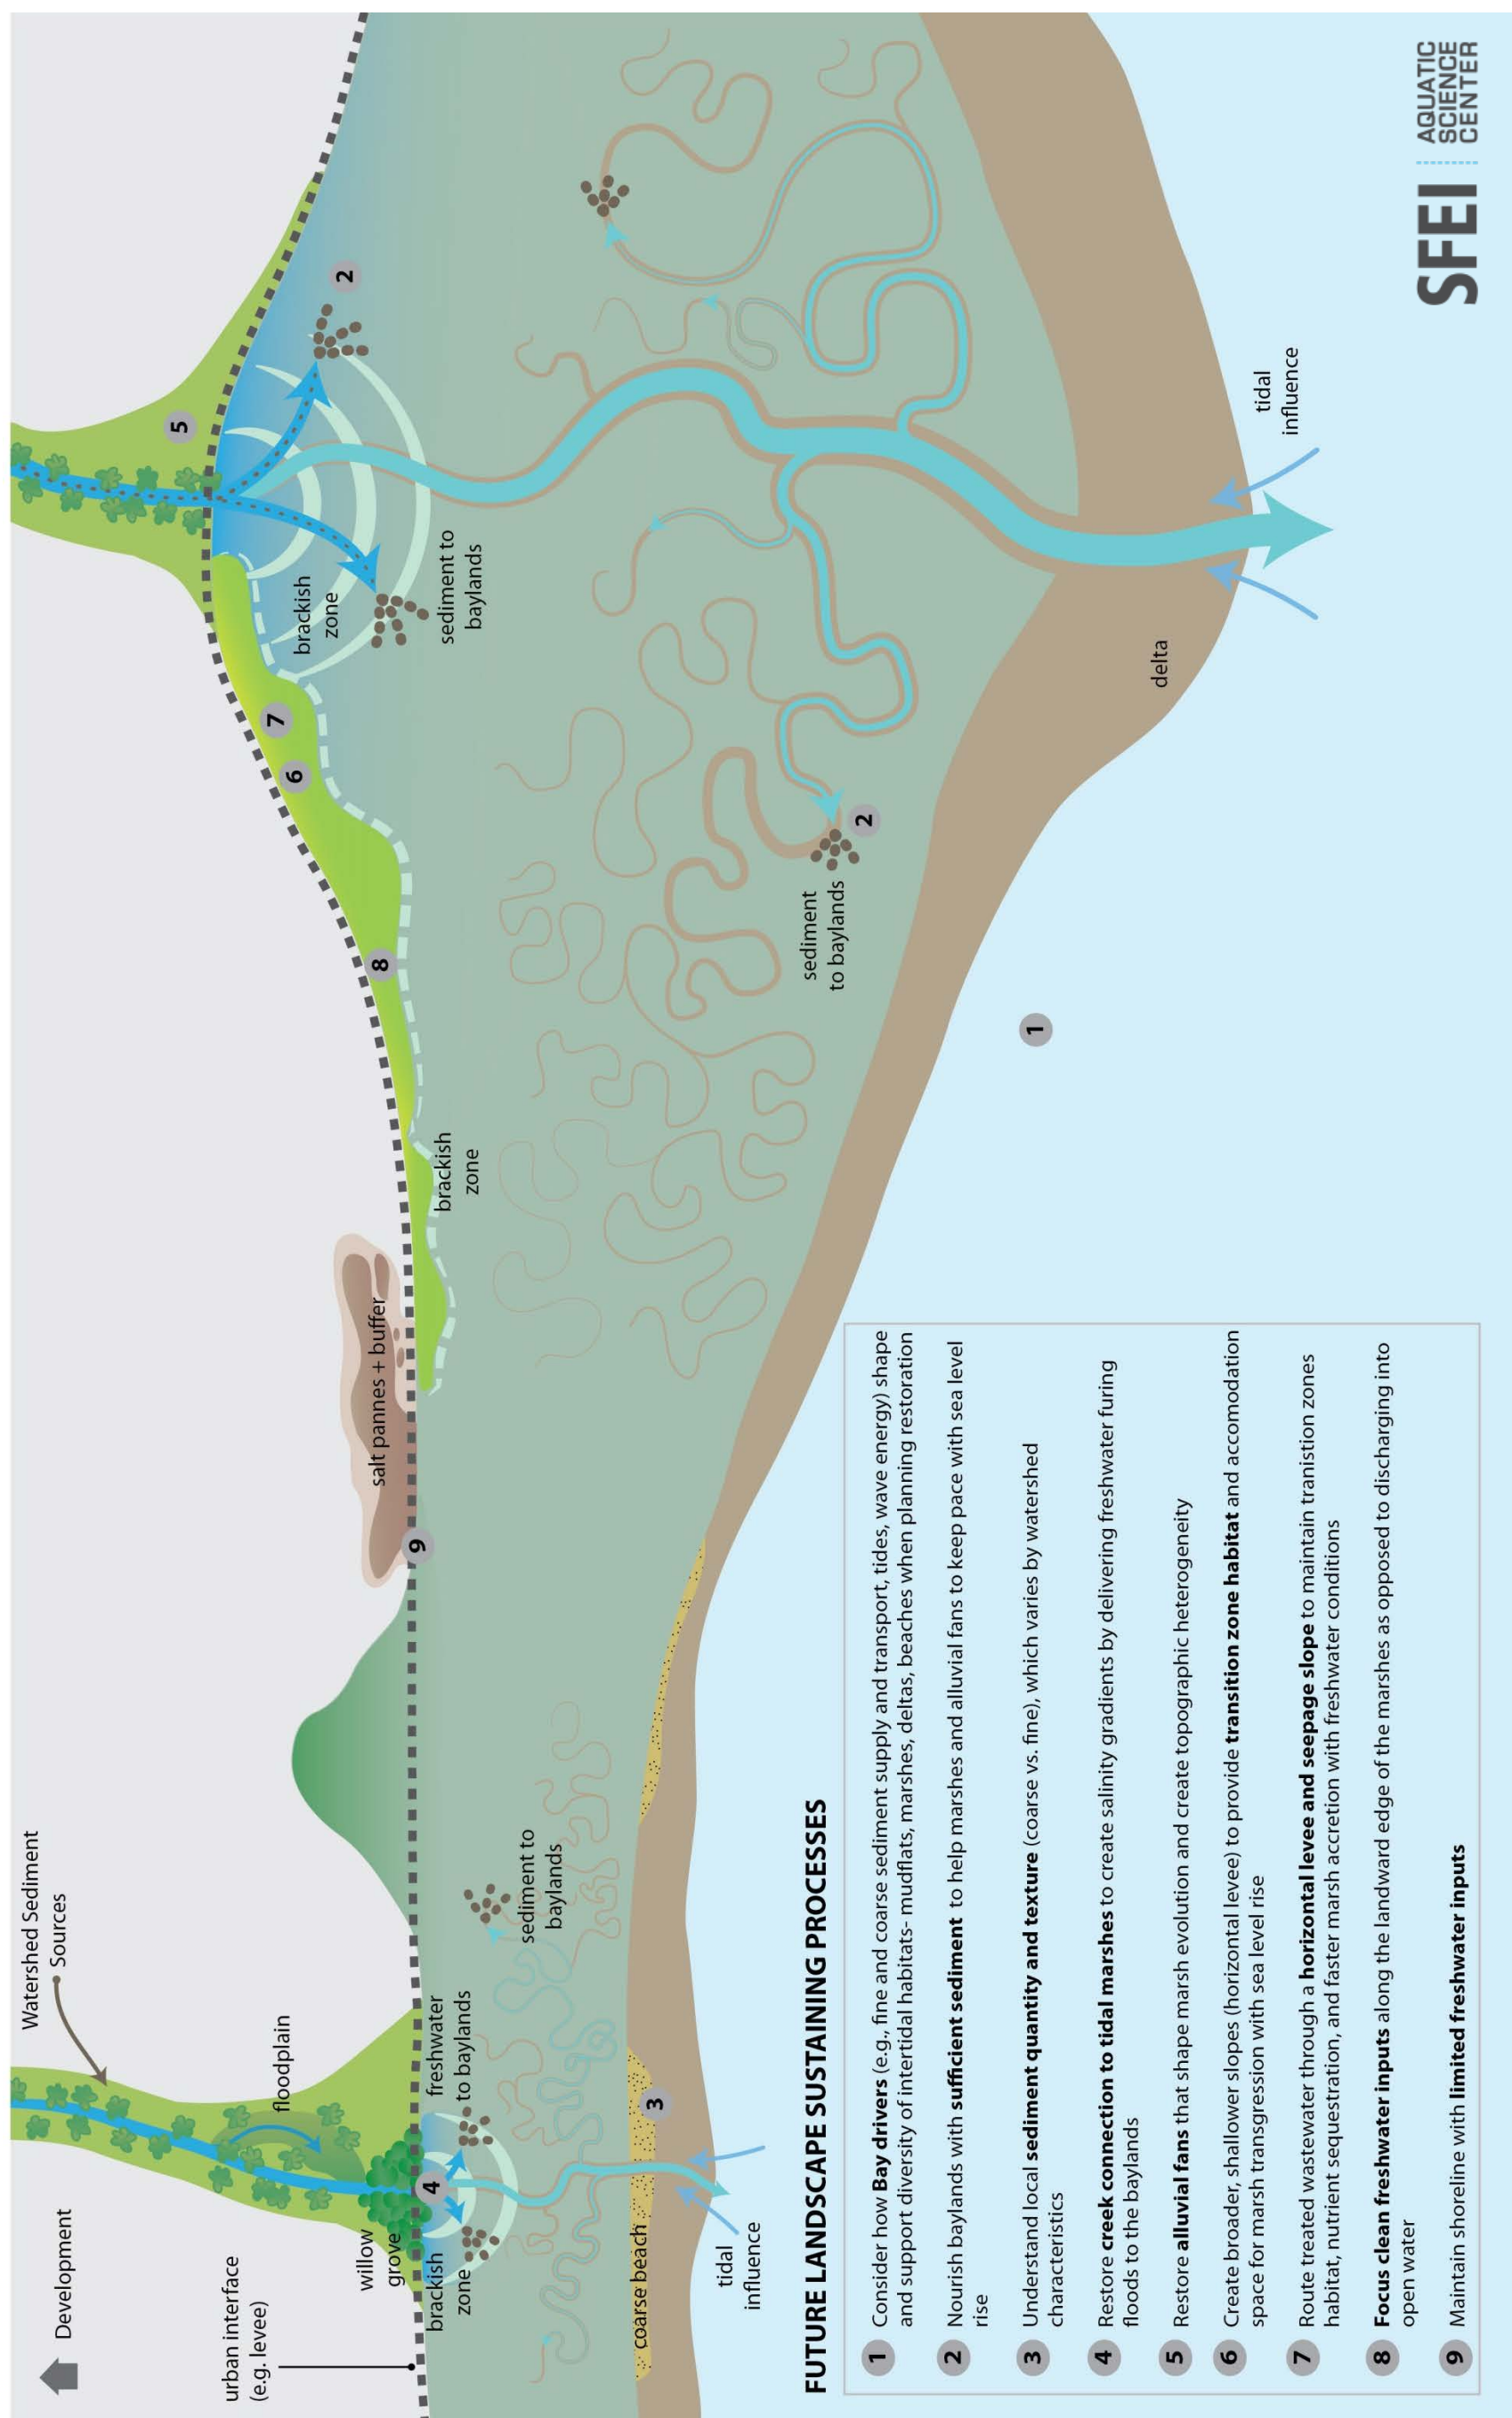 Development
Watershed Sediment
Sources
urban interface
(e.g. levee)
floodplain
willow
grove
4
brackish
zone
freshwater
to baylands
sediment to
baylands
coarse beach
3
tidal
influence
9
salt pannes + buffer
brackish
zone
8
6
7
5
brackish
zone
2
sediment to
baylands
sediment
to baylands
2
1
delta
tidal
influence
FUTURE LANDSCAPE SUSTAINING PROCESSES
1 Consider how Bay drivers (e.g., fine and coarse sediment supply and transport, tides, wave energy) shape
and support diversity of intertidal habitats- mudflats, marshes, deltas, beaches when planning restoration
2 Nourish baylands with sufficient sediment to help marshes and alluvial fans to keep pace with sea level
rise
3 Understand local sediment quantity and texture (coarse vs. fine), which varies by watershed
characteristics
4 Restore creek connection to tidal marshes to create salinity gradients by delivering freshwater furing
floods to the baylands
5 Restore alluvial fans that shape marsh evolution and create topographic heterogeneity
6 Create broader, shallower slopes (horizontal levee) to provide transition zone habitat and accomodation
space for marsh transgression with sea level rise
7 Route treated wastewater through a horizontal levee and seepage slope to maintain tranistion zones
habitat, nutrient sequestration, and faster marsh accretion with freshwater conditions
8 Focus clean freshwater inputs along the landward edge of the marshes as opposed to discharging into
open water
9 Maintain shoreline with limited freshwater inputs
SFEI
AQUATIC
SCIENCE
CENTER